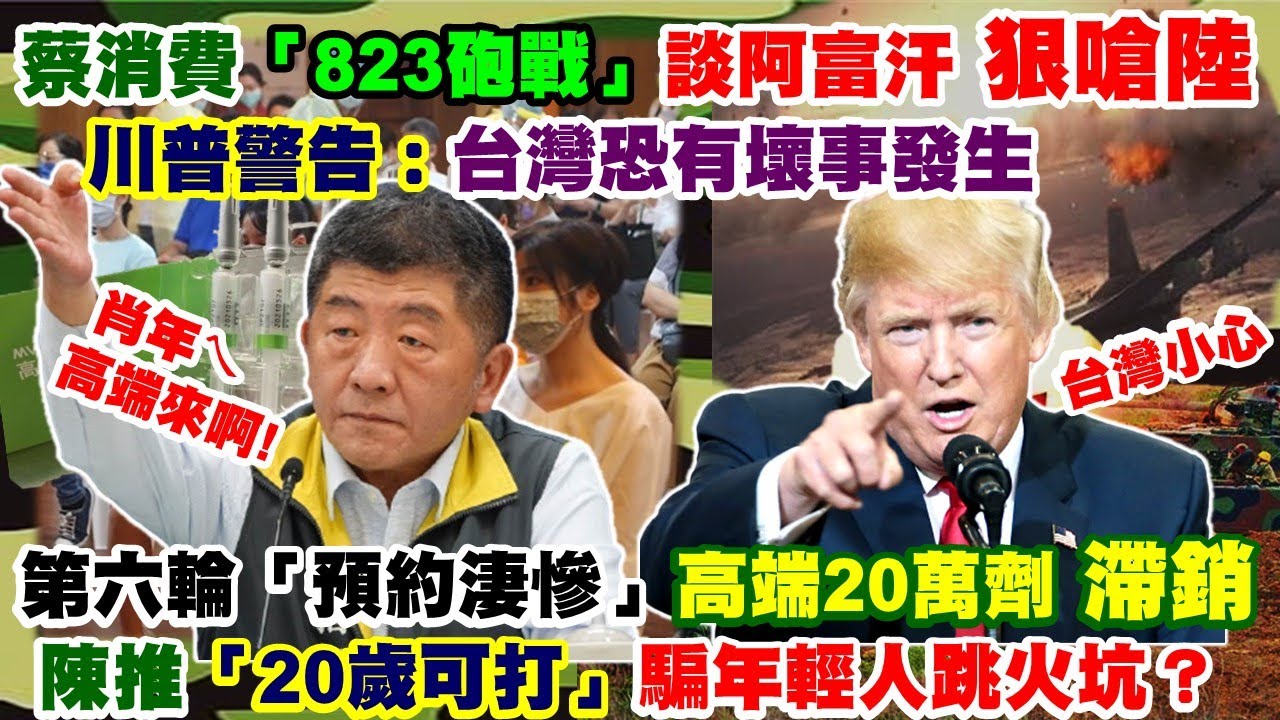 蔡消費「823砲戰」談阿富汗 狠嗆陸
川普警告：台灣恐有壞事發生
肖年ㄟ
高端來啊!
台灣小心
第六輪「預約淒慘」高端20萬劑 滯銷
陳推「20歲可打」騙年輕人跳火坑？